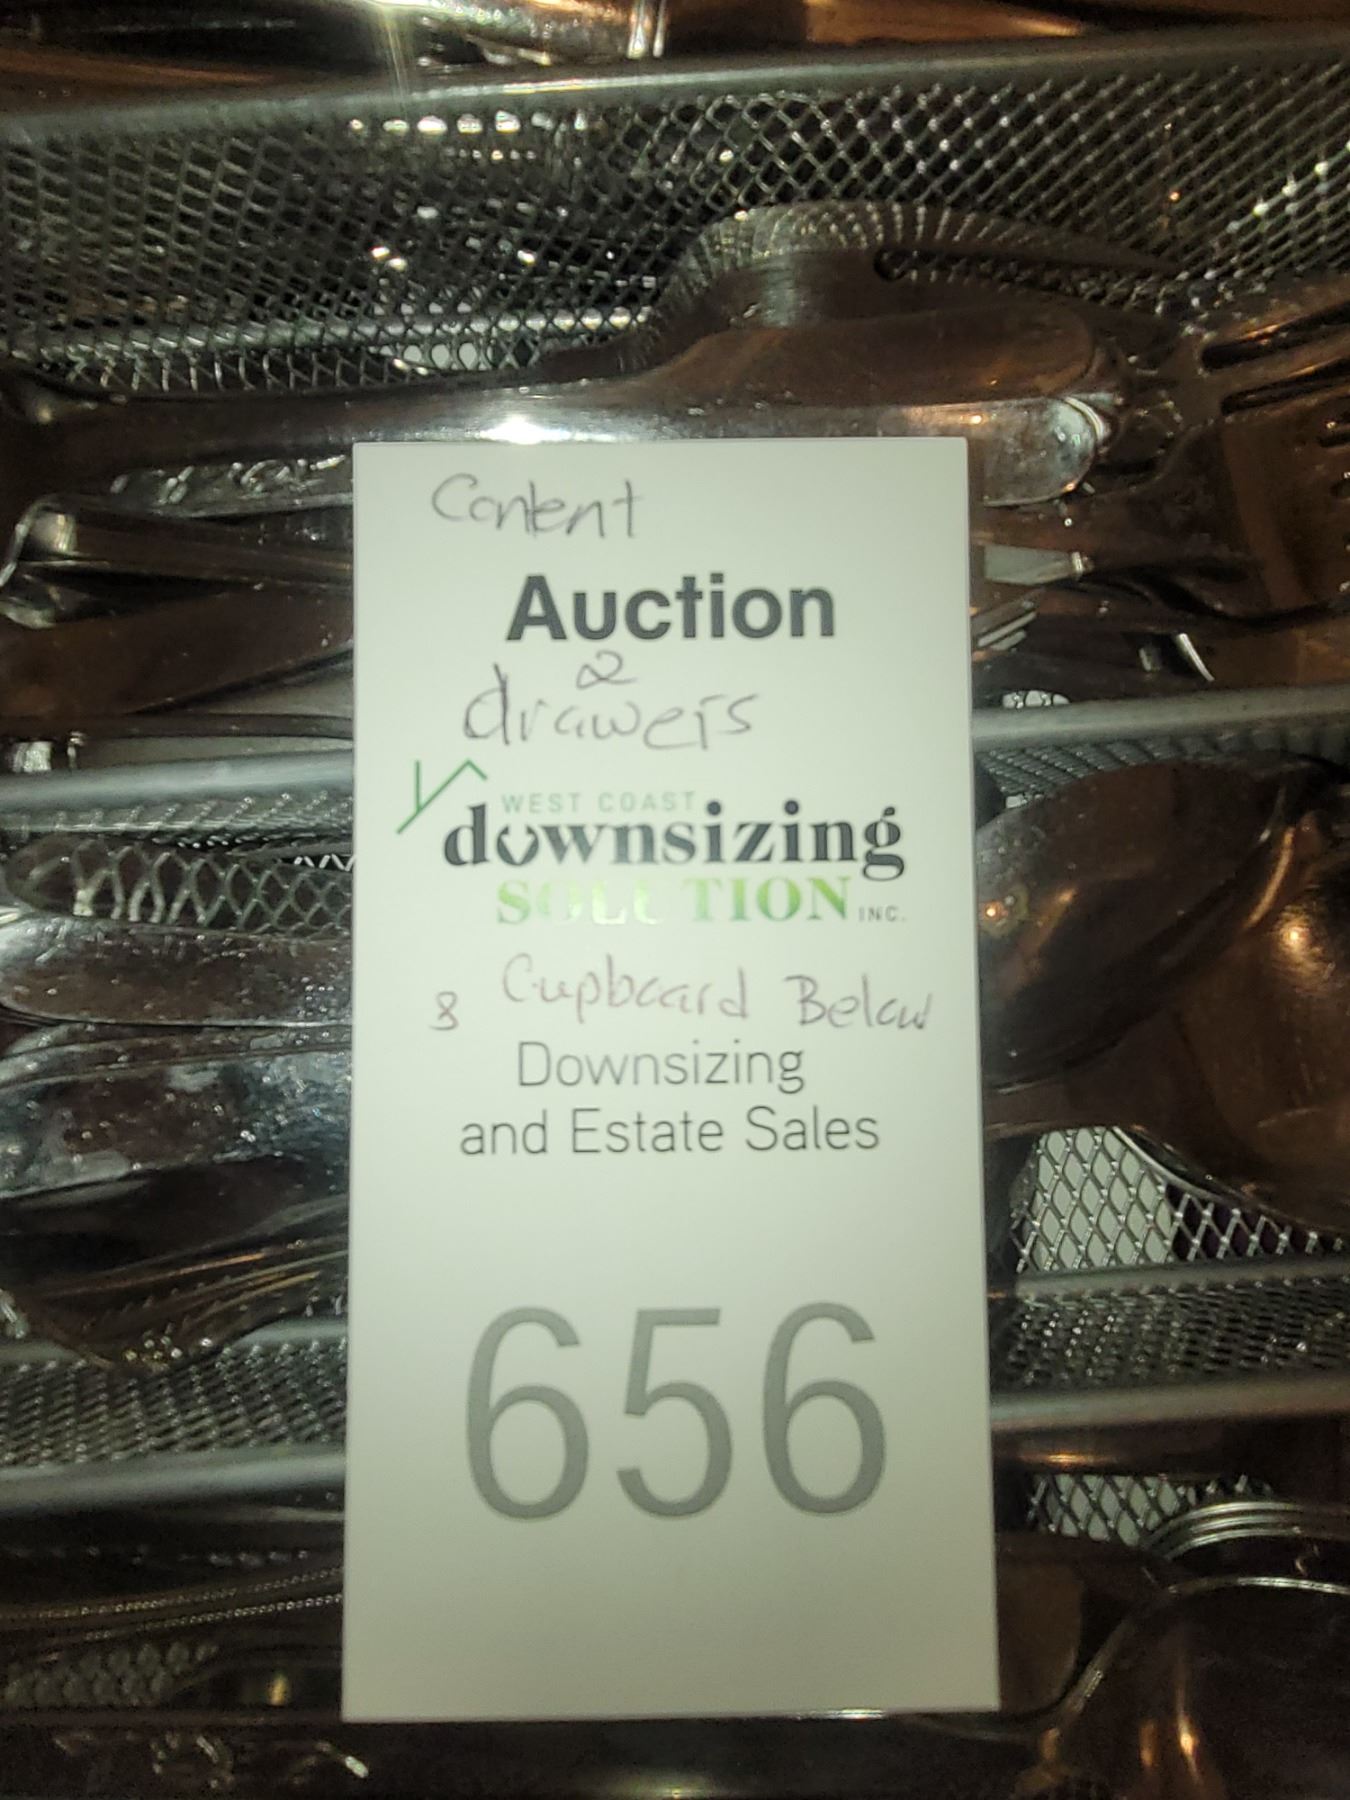 Content
Auction
2
drawers
WEST COAST
downsizing
SOLUTION INC.
& Cupboard Below
Downsizing
and Estate Sales
656